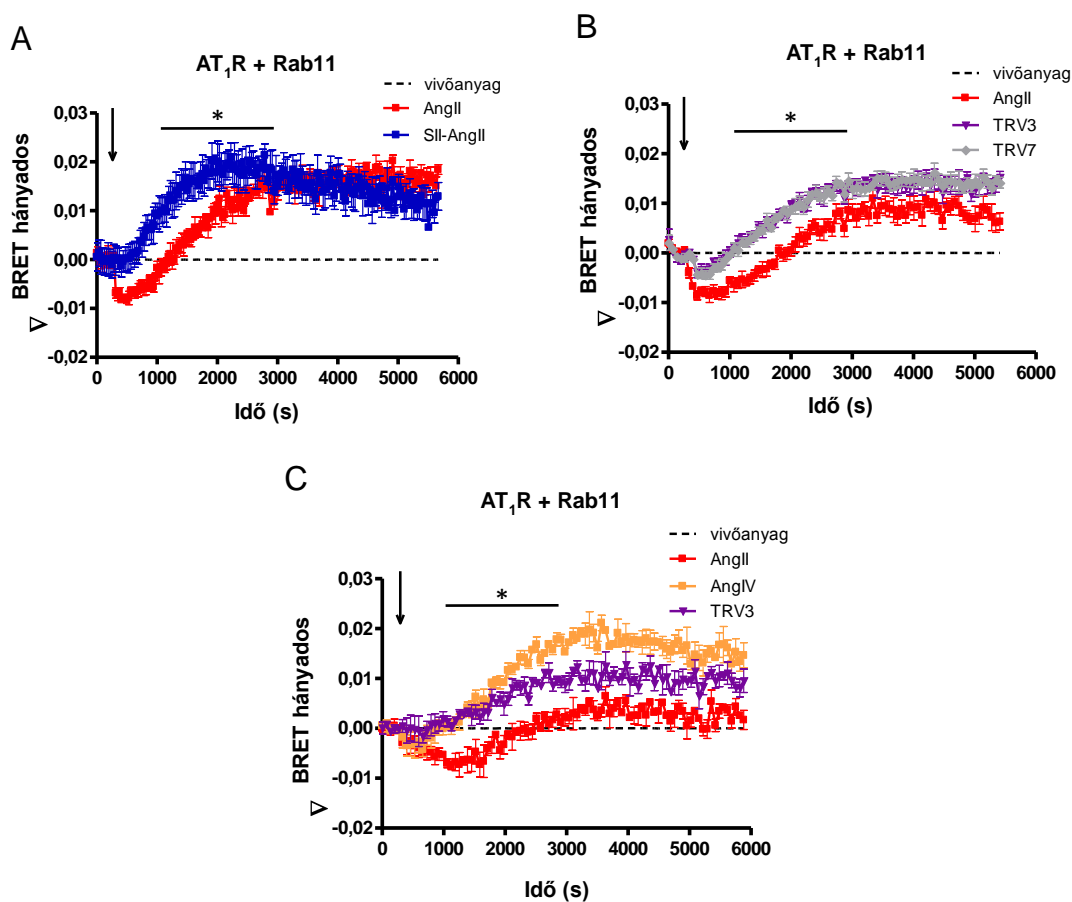 A
AT1R + Rab11
vivőanyag
AngII
SII-AngII
*
0,03
0,02
0,01
0,00
-0,01
-0,02
∇ BRET hányados
0 1000 2000 3000 4000 5000 6000
Idő (s)
B
AT1R + Rab11
vivőanyag
AngII
TRV3
TRV7
*
0,03
0,02
0,01
0,00
-0,01
-0,02
∇ BRET hányados
0 1000 2000 3000 4000 5000 6000
Idő (s)
C
AT1R + Rab11
vivőanyag
AngII
AngIV
TRV3
*
0,03
0,02
0,01
0,00
-0,01
-0,02
∇ BRET hányados
0 1000 2000 3000 4000 5000 6000
Idő (s)